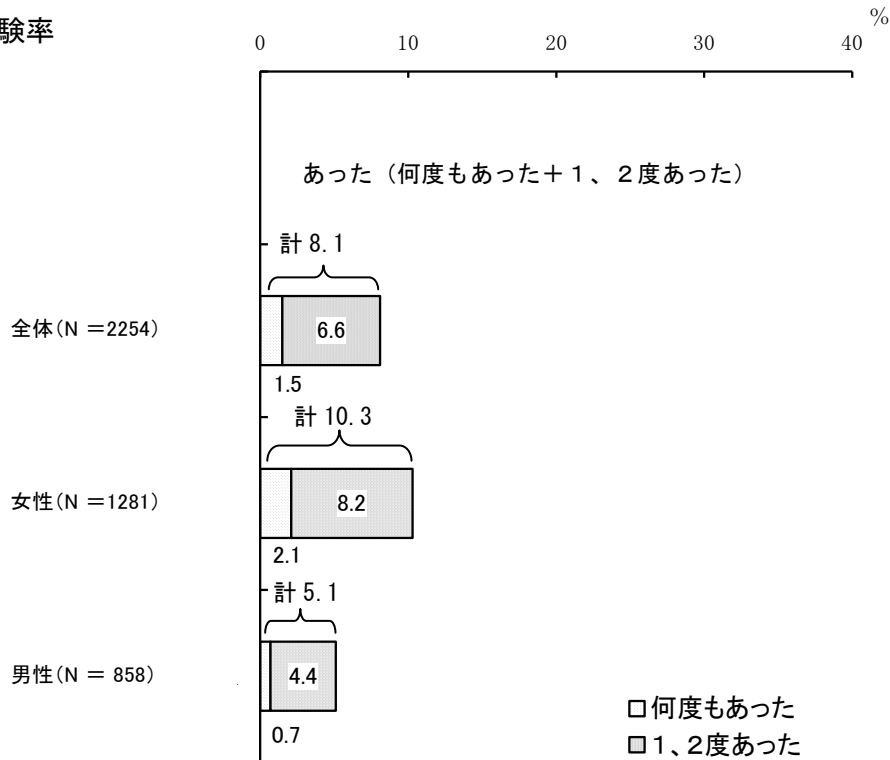 験率
%
0 10 20 30 40
あった（何度もあった＋１、２度あった）
計 8.1
全体(N ＝2254) 6.6
1.5
計 10.3
女性(N ＝1281) 8.2
2.1
計 5.1
男性(N ＝ 858) 4.4
0.7
何度もあった
１、２度あった